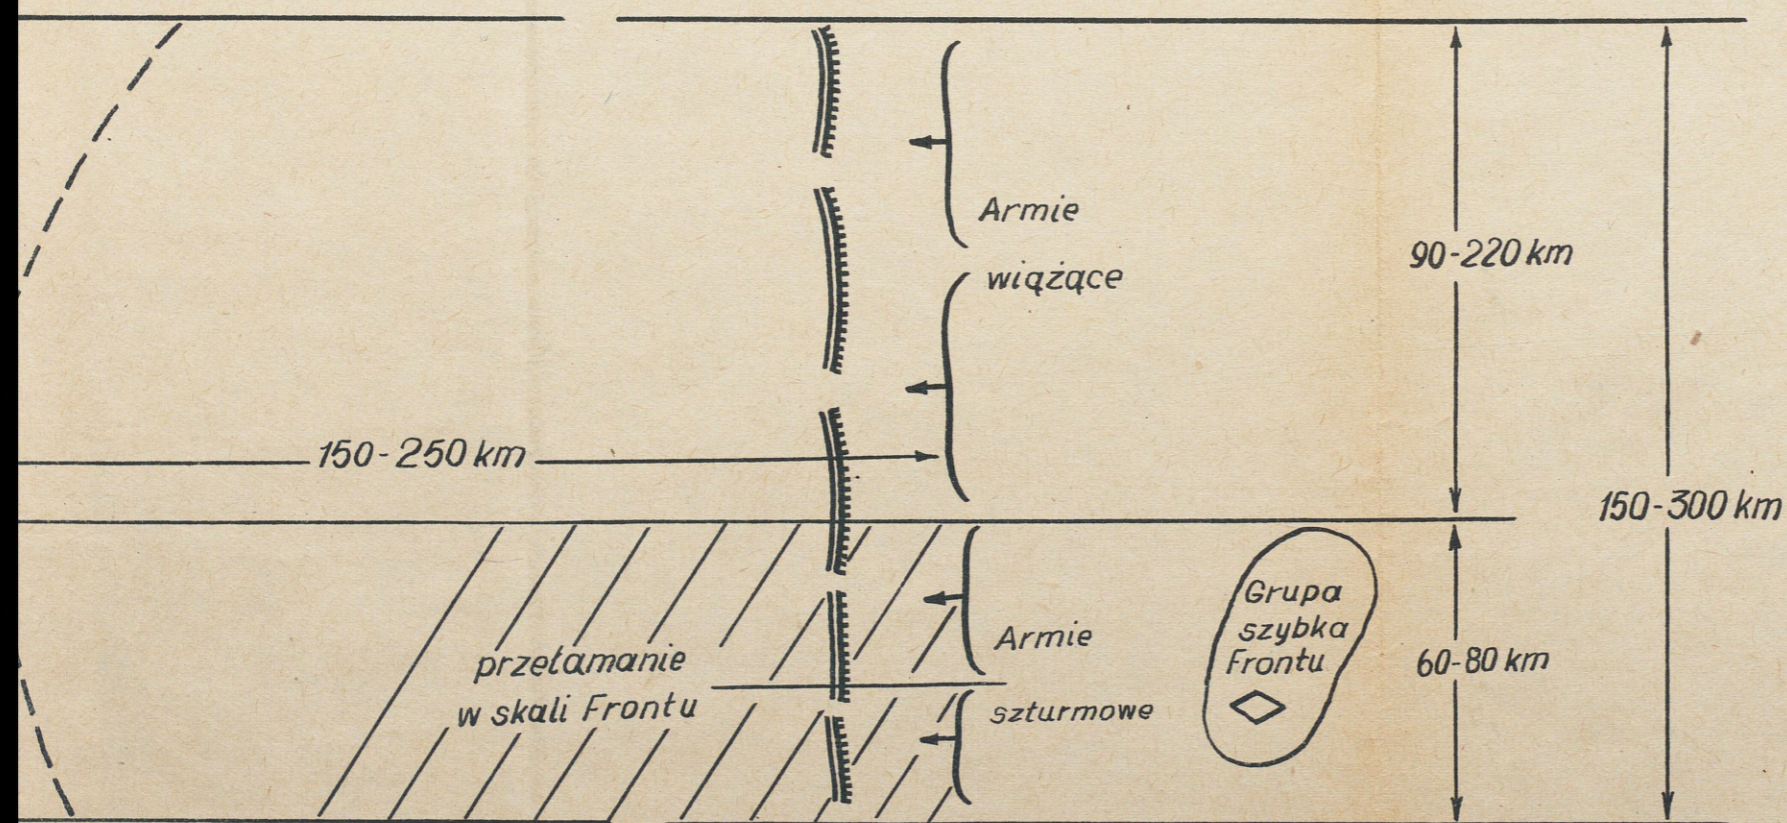 Armie
wiążące
90-220 km
150-250 km
150-300 km
przełamanie
w skali Frontu
Armie
szturmowe
Grupa
szybka
Frontu
60-80 km